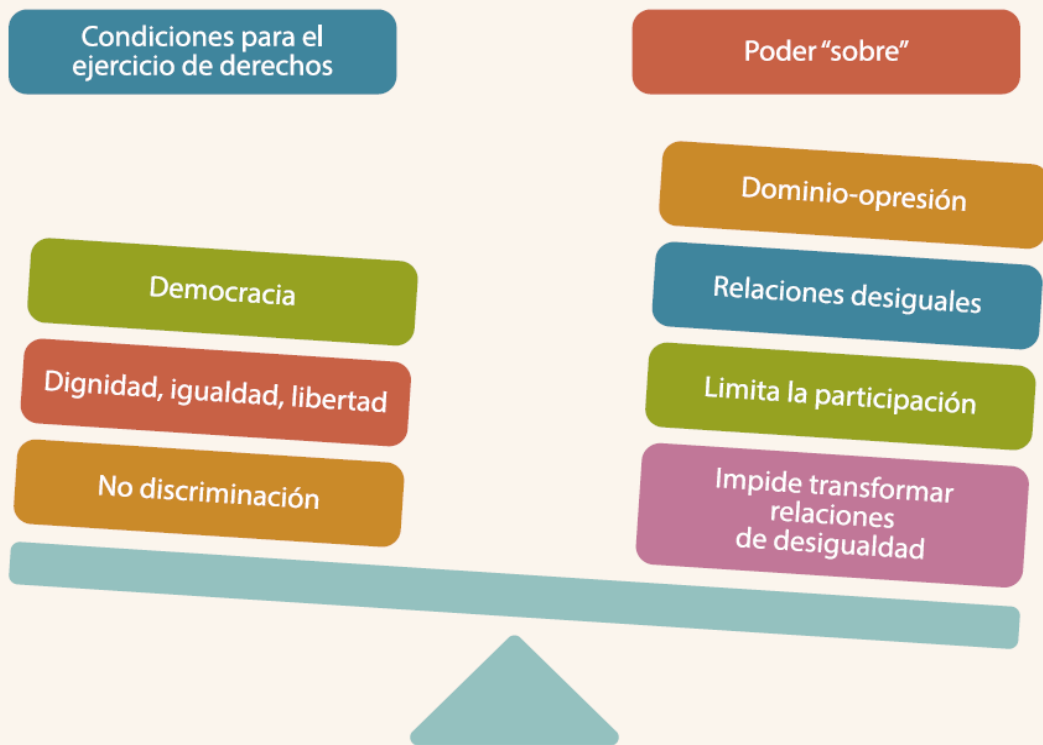 Condiciones para el
ejercicio de derechos
Poder “sobre”
Democracia
Dignidad, igualdad, libertad
No discriminación
Dominio-opresión
Relaciones desiguales
Limita la participación
Impide transformar
relaciones
de desigualdad